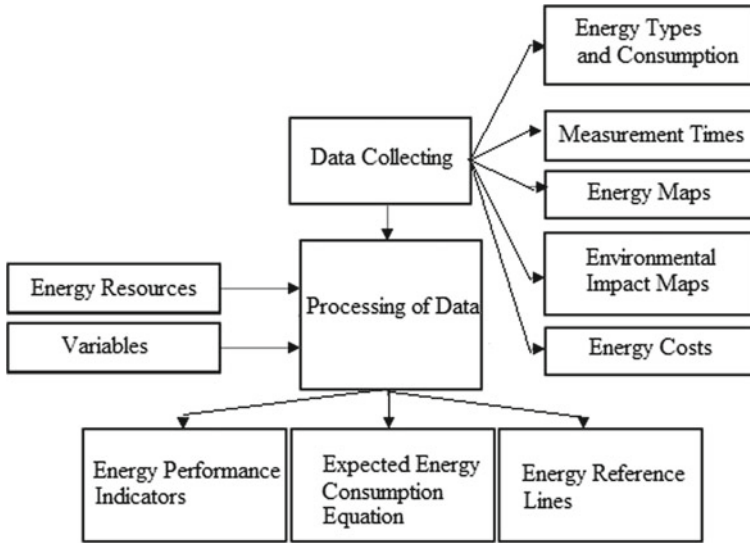 Energy Types
and Consumption
Data Collecting
Measurement Times
Energy Maps
Environmental
Impact Maps
Energy Costs
Energy Resources
Variables
Processing of Data
Energy Performance
Indicators
Expected Energy
Consumption
Equation
Energy Reference
Lines